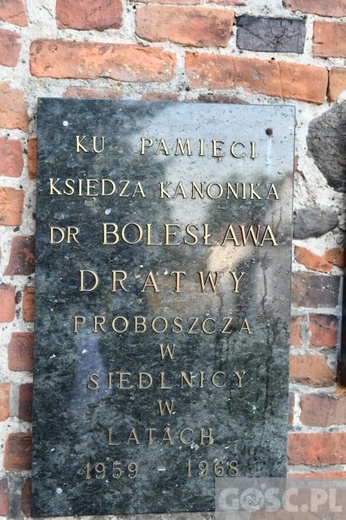 KU PAMIĘCI
KSIĘDZA KANONIKA
DR BOLESŁAWA
DRATWY
PROBOSZCZA
W
SIEDLNICY
W
LATACH
1959 - 1968
GOSC.PL